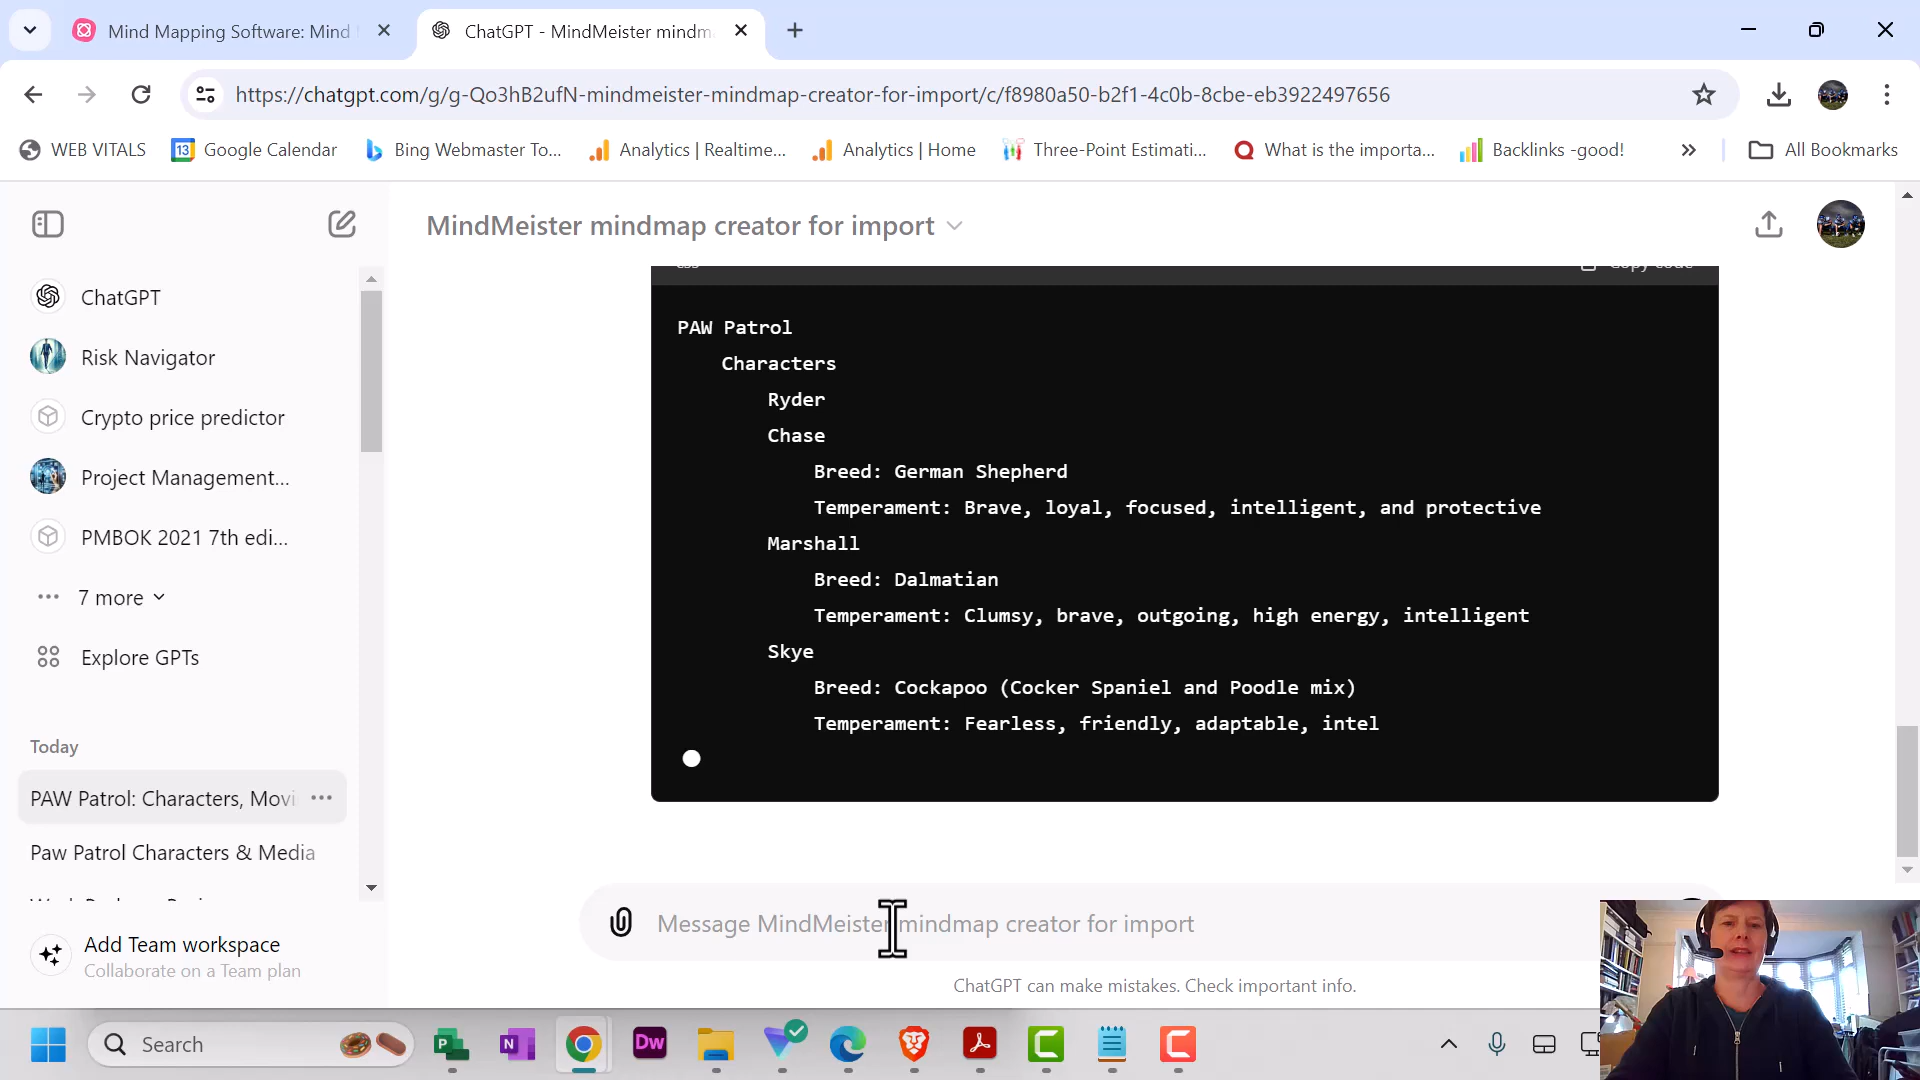 Mind Mapping Software: Mind
ChatGPT - MindMeister mindm
https://chatgpt.com/g/g-Qo3hB2ufN-mindmeister-mindmap-creator-for-import/c/f8980a50-b2f1-4c0b-8cbe-eb3922497656
WEB VITALS
13
Google Calendar
Bing Webmaster To...
Analytics | Realtime...
Analytics | Home
Three-Point Estimati...
What is the importa...
Backlinks -good!
All Bookmarks
MindMeister mindmap creator for import
ChatGPT
Risk Navigator
Crypto price predictor
Project Management...
PMBOK 2021 7th edi...
7 more
Explore GPTs
Today
PAW Patrol: Characters, Movi
Paw Patrol Characters & Media
Add Team workspace
Collaborate on a Team plan
css
Copy code
PAW Patrol
Characters
Ryder
Chase
Breed: German Shepherd
Temperament: Brave, loyal, focused, intelligent, and protective
Marshall
Breed: Dalmatian
Temperament: Clumsy, brave, outgoing, high energy, intelligent
Skye
Breed: Cockapoo (Cocker Spaniel and Poodle mix)
Temperament: Fearless, friendly, adaptable, intel
Message MindMeister mindmap creator for import
ChatGPT can make mistakes. Check important info.
Search
Dw